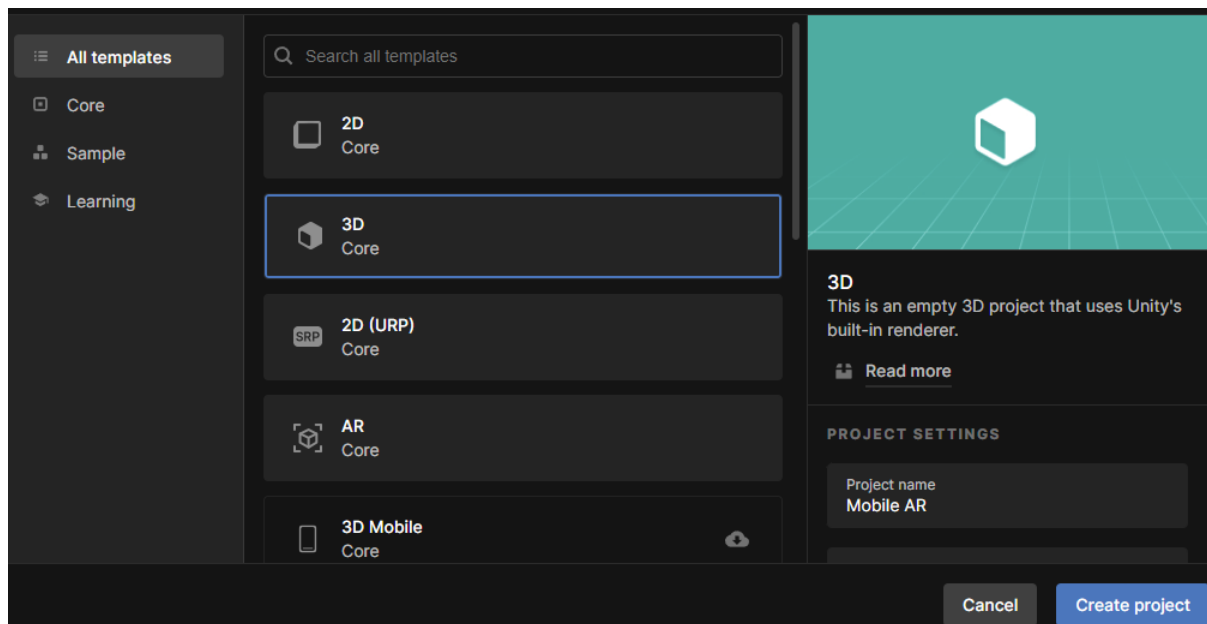 All templates
Core
Sample
Learning
Search all templates
2D
Core
3D
Core
SRP
2D (URP)
Core
AR
Core
3D Mobile
Core
3D
This is an empty 3D project that uses Unity's
built-in renderer.
Read more
PROJECT SETTINGS
Project name
Mobile AR
Cancel
Create project